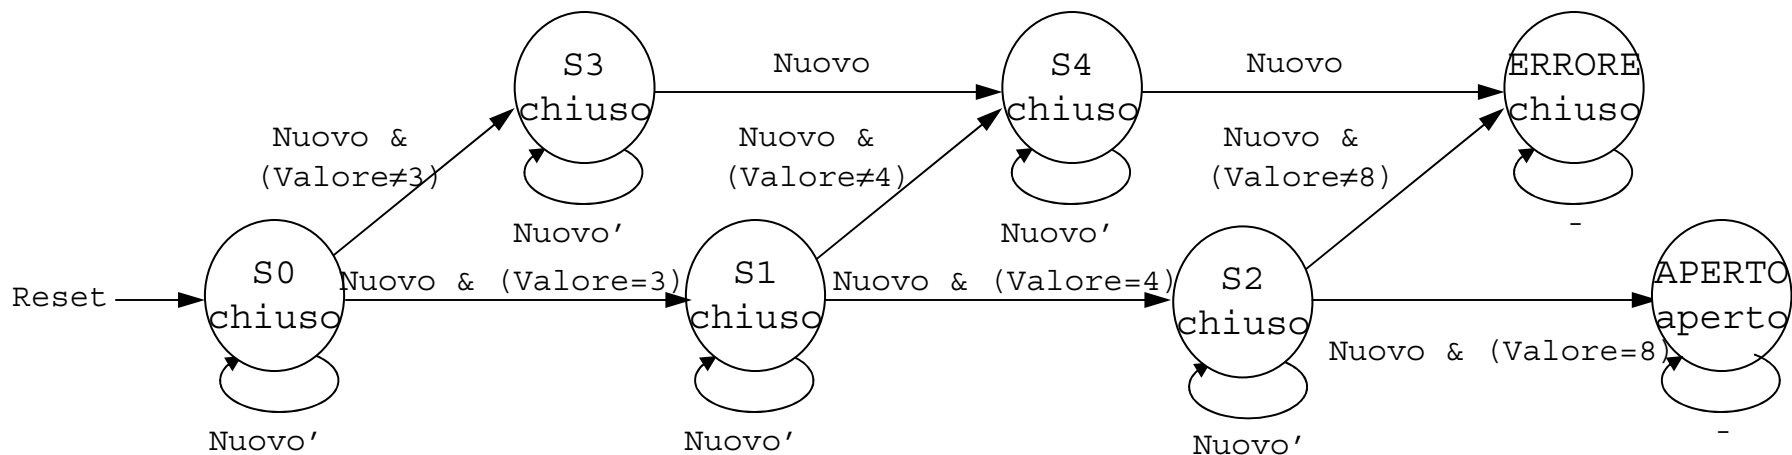 S3
chiuso
Nuovo
S4
chiuso
Nuovo
ERRORE
chiuso
Nuovo &
(Valore≠3)
Nuovo &
(Valore≠4)
Nuovo &
(Valore≠8)
Nuovo’
Nuovo’
-
Reset
S0
chiuso
Nuovo & (Valore=3)
S1
chiuso
Nuovo & (Valore=4)
S2
chiuso
Nuovo & (Valore=8)
APERTO
aperto
Nuovo’
Nuovo’
Nuovo’
-